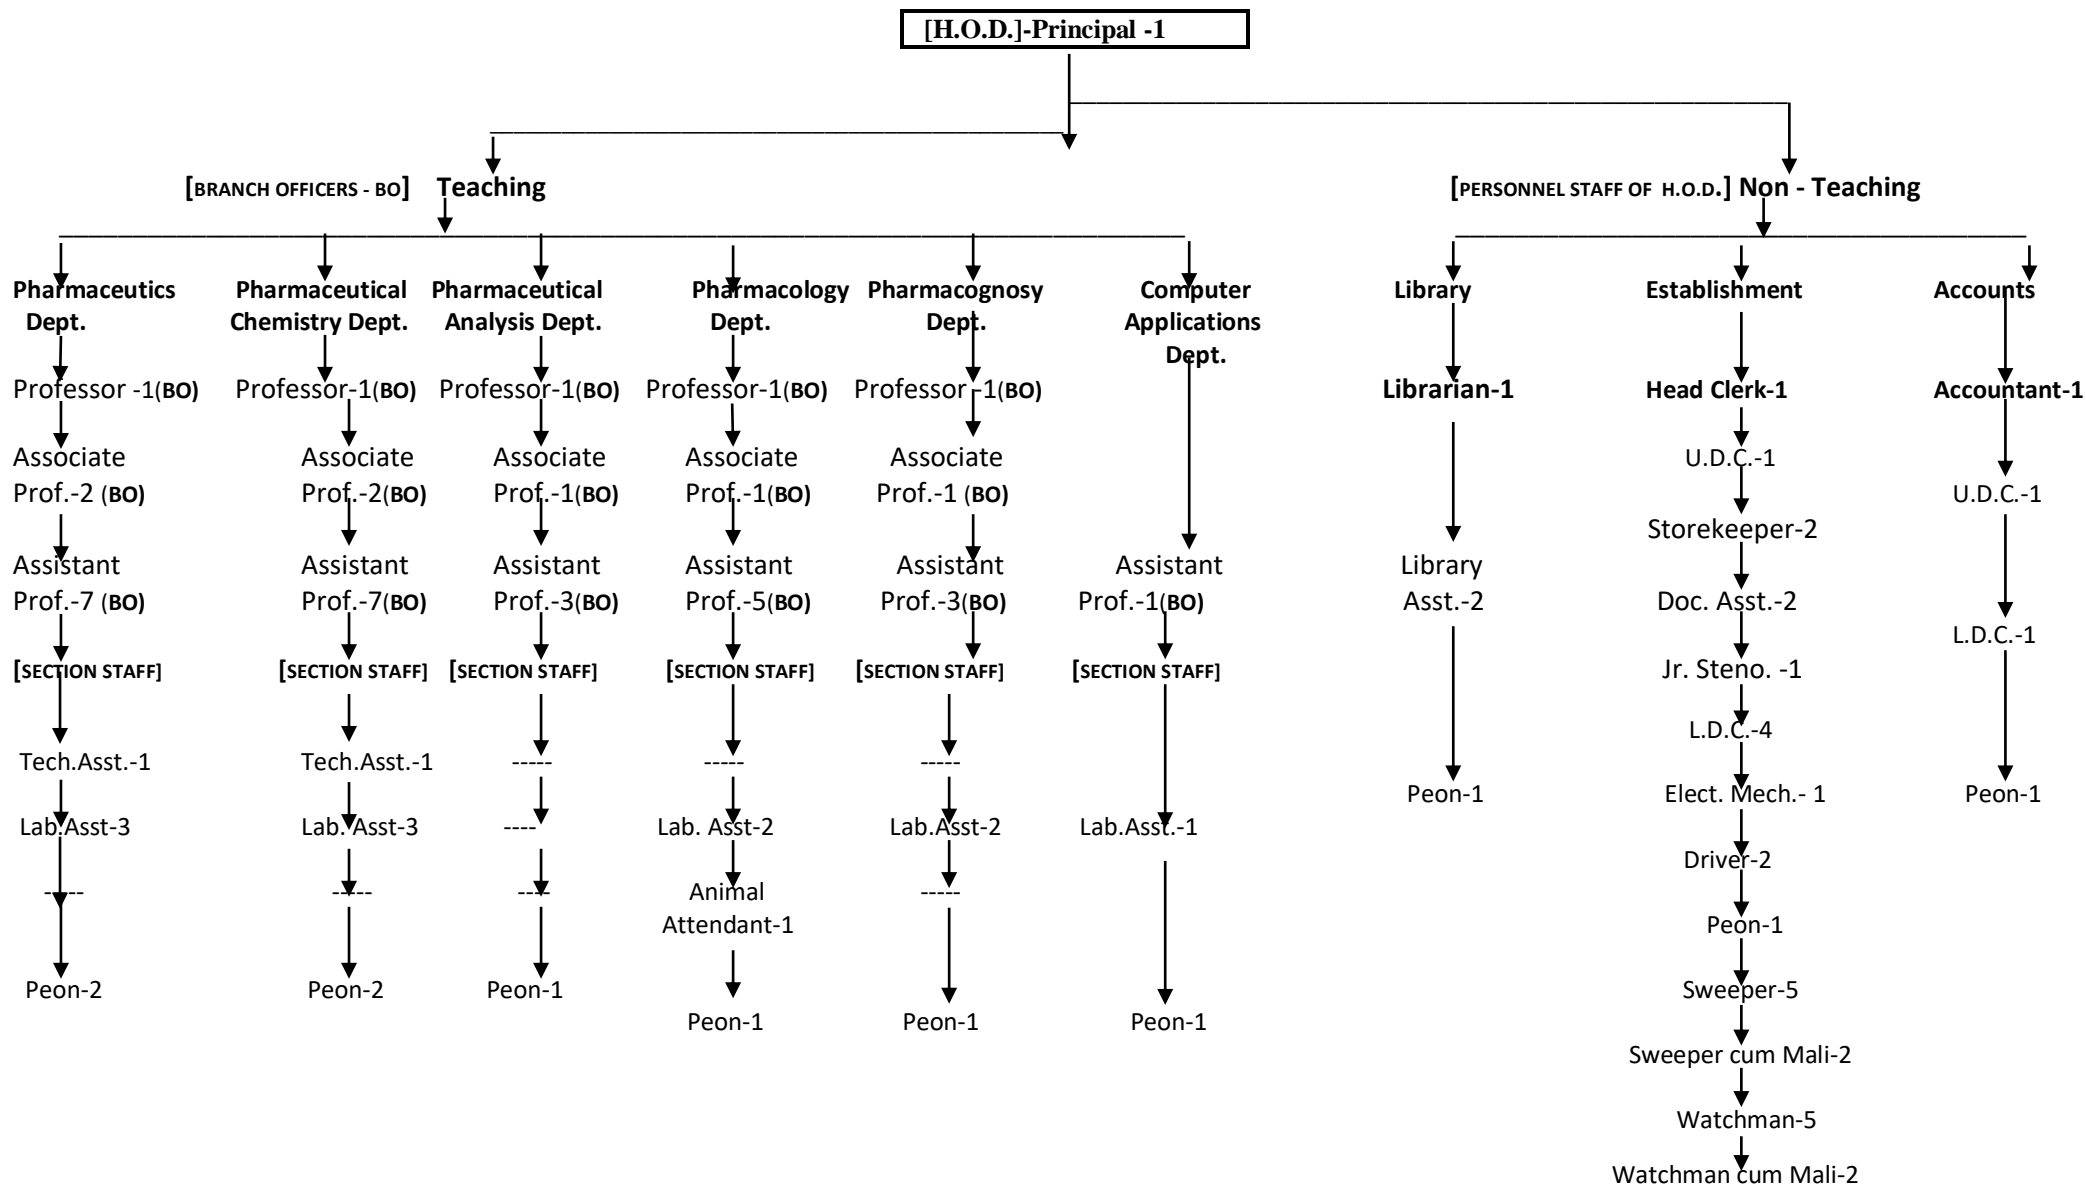 [H.O.D.]-Principal -1
[BRANCH OFFICERS - BO] Teaching
[PERSONNEL STAFF OF H.O.D.] Non - Teaching
Pharmaceutics
Dept.
Professor -1(BO)
Associate
Prof.-2 (BO)
Assistant
Prof.-7 (BO)
[SECTION STAFF]
Tech.Asst.-1
Lab.Asst-3
-----
Peon-2
Pharmaceutical
Chemistry Dept.
Professor-1(BO)
Associate
Prof.-2(BO)
Assistant
Prof.-7(BO)
[SECTION STAFF]
Tech.Asst.-1
Lab. Asst-3
-----
Peon-2
Pharmaceutical
Analysis Dept.
Professor-1(BO)
Associate
Prof.-1(BO)
Assistant
Prof.-3(BO)
[SECTION STAFF]
-----
----
----
Peon-1
Pharmacology
Dept.
Professor-1(BO)
Associate
Prof.-1(BO)
Assistant
Prof.-5(BO)
[SECTION STAFF]
-----
Lab. Asst-2
Animal
Attendant-1
Peon-1
Pharmacognosy
Dept.
Professor -1(BO)
Associate
Prof.-1 (BO)
Assistant
Prof.-3(BO)
[SECTION STAFF]
-----
Lab.Asst-2
-----
Peon-1
Computer
Applications
Dept.
Assistant
Prof.-1(BO)
[SECTION STAFF]
Lab.Asst.-1
Peon-1
Library
Librarian-1
Library
Asst.-2
Peon-1
Establishment
Head Clerk-1
U.D.C.-1
Storekeeper-2
Doc. Asst.-2
Jr. Steno. -1
L.D.C.-4
Elect. Mech.- 1
Driver-2
Peon-1
Sweeper-5
Sweeper cum Mali-2
Watchman-5
Watchman cum Mali-2
Accounts
Accountant-1
U.D.C.-1
L.D.C.-1
Peon-1